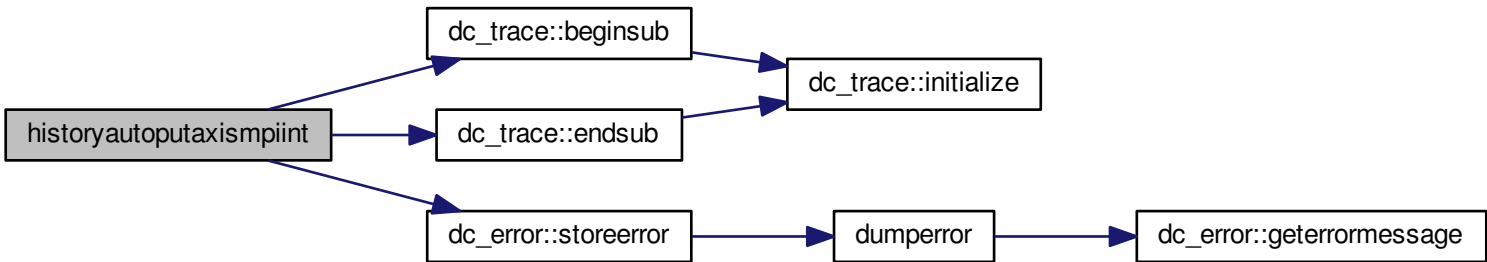 dc_trace::beginsub
dc_trace::initialize
historyautoputaxismpiint
dc_trace::endsub
dc_error::storeerror
dumperror
dc_error::geterrormessage